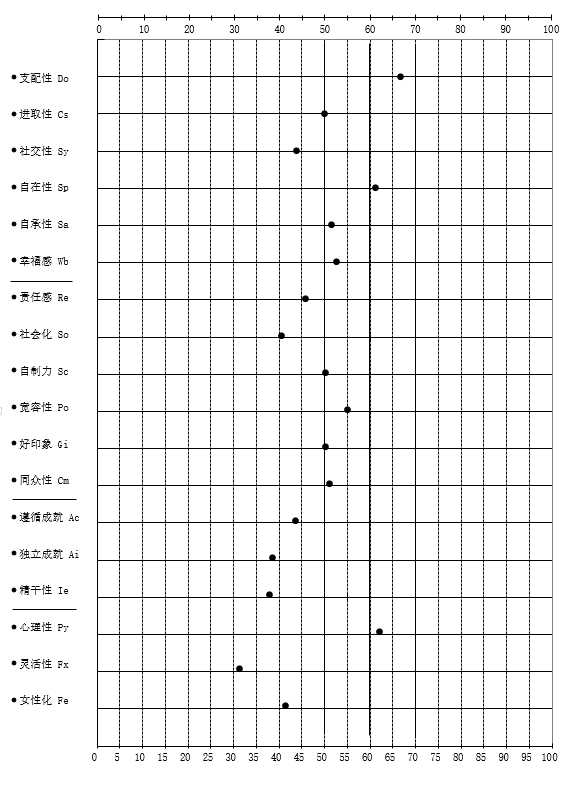 0 10 20 30 40 50 60 70 80 90 100
● 支配性 Do
● 进取性 Cs
● 社交性 Sy
● 自在性 Sp
● 自承性 Sa
● 幸福感 Wb
● 责任感 Re
● 社会化 So
● 自制力 Sc
● 宽容性 Po
● 好印象 Gi
● 同众性 Cm
● 遵循成就 Ac
● 独立成就 Ai
● 精干性 Ie
● 心理性 Py
● 灵活性 Fx
● 女性化 Fe
0 5 10 15 20 25 30 35 40 45 50 55 60 65 70 75 80 85 90 95 100